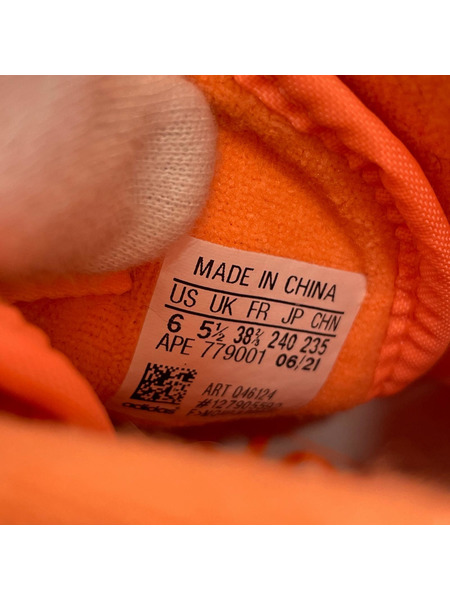 MADE IN CHINA
US UK FR JP CHN
6 5½ 38⅔ 240 235
APE 779001 06/21
ART 046124
adidas